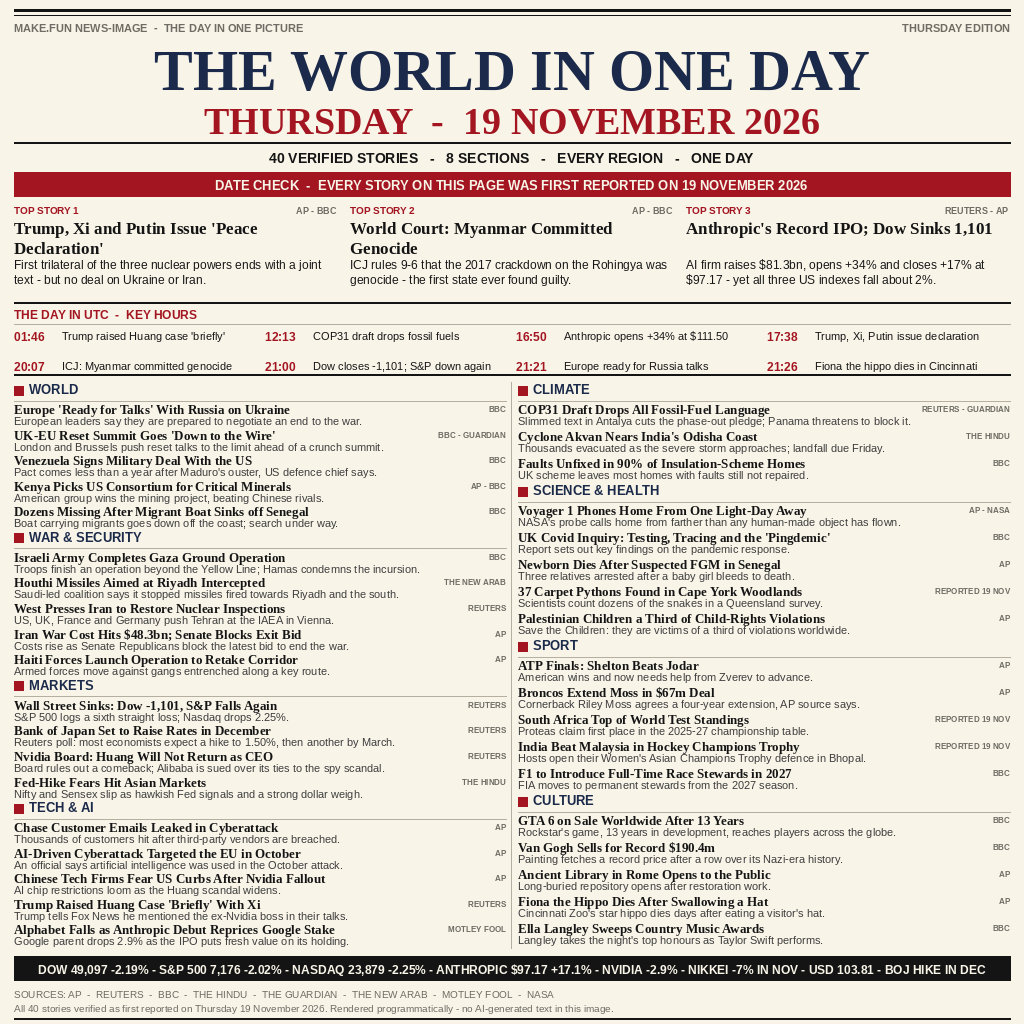 MAKE.FUN NEWS-IMAGE - THE DAY IN ONE PICTURE
THURSDAY EDITION
THE WORLD IN ONE DAY
THURSDAY - 19 NOVEMBER 2026
40 VERIFIED STORIES - 8 SECTIONS - EVERY REGION - ONE DAY
DATE CHECK - EVERY STORY ON THIS PAGE WAS FIRST REPORTED ON 19 NOVEMBER 2026
TOP STORY 1
AP - BBC
Trump, Xi and Putin Issue 'Peace
Declaration'
First trilateral of the three nuclear powers ends with a joint
text - but no deal on Ukraine or Iran.
TOP STORY 2
AP - BBC
World Court: Myanmar Committed
Genocide
ICJ rules 9-6 that the 2017 crackdown on the Rohingya was
genocide - the first state ever found guilty.
TOP STORY 3
REUTERS - AP
Anthropic's Record IPO; Dow Sinks 1,101
AI firm raises $81.3bn, opens +34% and closes +17% at
$97.17 - yet all three US indexes fall about 2%.
THE DAY IN UTC - KEY HOURS
01:46 Trump raised Huang case 'briefly'
12:13 COP31 draft drops fossil fuels
16:50 Anthropic opens +34% at $111.50
17:38 Trump, Xi, Putin issue declaration
20:07 ICJ: Myanmar committed genocide
21:00 Dow closes -1,101; S&P down again
21:21 Europe ready for Russia talks
21:26 Fiona the hippo dies in Cincinnati
WORLD
Europe 'Ready for Talks' With Russia on Ukraine BBC
European leaders say they are prepared to negotiate an end to the war.
UK-EU Reset Summit Goes 'Down to the Wire' BBC - GUARDIAN
London and Brussels push reset talks to the limit ahead of a crunch summit.
Venezuela Signs Military Deal With the US BBC
Pact comes less than a year after Maduro's ouster, US defence chief says.
Kenya Picks US Consortium for Critical Minerals AP - BBC
American group wins the mining project, beating Chinese rivals.
Dozens Missing After Migrant Boat Sinks off Senegal BBC
Boat carrying migrants goes down off the coast; search under way.
WAR & SECURITY
Israeli Army Completes Gaza Ground Operation BBC
Troops finish an operation beyond the Yellow Line; Hamas condemns the incursion.
Houthi Missiles Aimed at Riyadh Intercepted THE NEW ARAB
Saudi-led coalition says it stopped missiles fired towards Riyadh and the south.
West Presses Iran to Restore Nuclear Inspections REUTERS
US, UK, France and Germany push Tehran at the IAEA in Vienna.
Iran War Cost Hits $48.3bn; Senate Blocks Exit Bid AP
Costs rise as Senate Republicans block the latest bid to end the war.
Haiti Forces Launch Operation to Retake Corridor AP
Armed forces move against gangs entrenched along a key route.
MARKETS
Wall Street Sinks: Dow -1,101, S&P Falls Again REUTERS
S&P 500 logs a sixth straight loss; Nasdaq drops 2.25%.
Bank of Japan Set to Raise Rates in December REUTERS
Reuters poll: most economists expect a hike to 1.50%, then another by March.
Nvidia Board: Huang Will Not Return as CEO REUTERS
Board rules out a comeback; Alibaba is sued over its ties to the spy scandal.
Fed-Hike Fears Hit Asian Markets THE HINDU
Nifty and Sensex slip as hawkish Fed signals and a strong dollar weigh.
TECH & AI
Chase Customer Emails Leaked in Cyberattack AP
Thousands of customers hit after third-party vendors are breached.
AI-Driven Cyberattack Targeted the EU in October AP
An official says artificial intelligence was used in the October attack.
Chinese Tech Firms Fear US Curbs After Nvidia Fallout AP
AI chip restrictions loom as the Huang scandal widens.
Trump Raised Huang Case 'Briefly' With Xi REUTERS
Trump tells Fox News he mentioned the ex-Nvidia boss in their talks.
Alphabet Falls as Anthropic Debut Reprices Google Stake MOTLEY FOOL
Google parent drops 2.9% as the IPO puts fresh value on its holding.
CLIMATE
COP31 Draft Drops All Fossil-Fuel Language REUTERS - GUARDIAN
Slimmed text in Antalya cuts the phase-out pledge; Panama threatens to block it.
Cyclone Akvan Nears India's Odisha Coast THE HINDU
Thousands evacuated as the severe storm approaches; landfall due Friday.
Faults Unfixed in 90% of Insulation-Scheme Homes BBC
UK scheme leaves most homes with faults still not repaired.
SCIENCE & HEALTH
Voyager 1 Phones Home From One Light-Day Away AP - NASA
NASA's probe calls home from farther than any human-made object has flown.
UK Covid Inquiry: Testing, Tracing and the 'Pingdemic' BBC
Report sets out key findings on the pandemic response.
Newborn Dies After Suspected FGM in Senegal AP
Three relatives arrested after a baby girl bleeds to death.
37 Carpet Pythons Found in Cape York Woodlands REPORTED 19 NOV
Scientists count dozens of the snakes in a Queensland survey.
Palestinian Children a Third of Child-Rights Violations AP
Save the Children: they are victims of a third of violations worldwide.
SPORT
ATP Finals: Shelton Beats Jodar AP
American wins and now needs help from Zverev to advance.
Broncos Extend Moss in $67m Deal AP
Cornerback Riley Moss agrees a four-year extension, AP source says.
South Africa Top of World Test Standings REPORTED 19 NOV
Proteas claim first place in the 2025-27 championship table.
India Beat Malaysia in Hockey Champions Trophy REPORTED 19 NOV
Hosts open their Women's Asian Champions Trophy defence in Bhopal.
F1 to Introduce Full-Time Race Stewards in 2027 BBC
FIA moves to permanent stewards from the 2027 season.
CULTURE
GTA 6 on Sale Worldwide After 13 Years BBC
Rockstar's game, 13 years in development, reaches players across the globe.
Van Gogh Sells for Record $190.4m BBC
Painting fetches a record price after a row over its Nazi-era history.
Ancient Library in Rome Opens to the Public AP
Long-buried repository opens after restoration work.
Fiona the Hippo Dies After Swallowing a Hat AP
Cincinnati Zoo's star hippo dies days after eating a visitor's hat.
Ella Langley Sweeps Country Music Awards BBC
Langley takes the night's top honours as Taylor Swift performs.
DOW 49,097 -2.19% - S&P 500 7,176 -2.02% - NASDAQ 23,879 -2.25% - ANTHROPIC $97.17 +17.1% - NVIDIA -2.9% - NIKKEI -7% IN NOV - USD 103.81 - BOJ HIKE IN DEC
SOURCES: AP - REUTERS - BBC - THE HINDU - THE GUARDIAN - THE NEW ARAB - MOTLEY FOOL - NASA
All 40 stories verified as first reported on Thursday 19 November 2026. Rendered programmatically - no AI-generated text in this image.